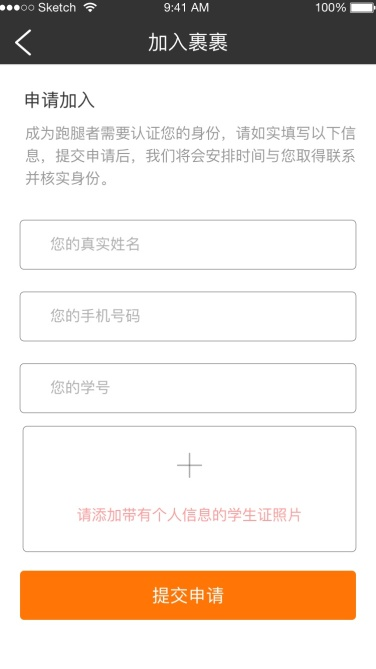 Sketch 9:41 AM 100%
加入裹裹
申请加入
成为跑腿者需要认证您的身份，请如实填写以下信
息，提交申请后，我们将会安排时间与您取得联系
并核实身份。
您的真实姓名
您的手机号码
您的学号
请添加带有个人信息的学生证照片
提交申请